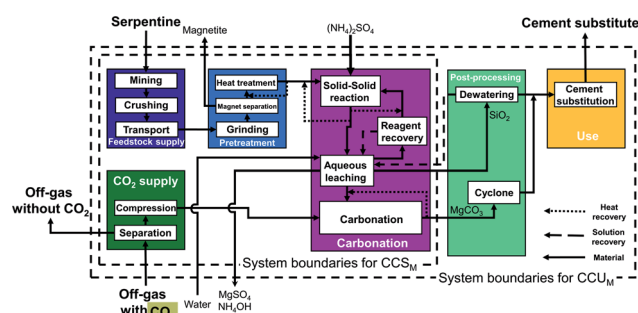 Serpentine
Magnetite
(NH₄)₂SO₄
Cement substitute
Mining
Crushing
Transport
Feedstock supply
Heat treatment
Magnet separation
Grinding
Pretreatment
Solid-Solid
reaction
Reagent
recovery
Aqueous
leaching
Carbonation
Carbonation
Post-processing
Dewatering
SiO₂
Cyclone
MgCO₃
Cement
substitution
Use
CO₂ supply
Compression
Separation
Off-gas
without CO₂
Heat
recovery
Solution
recovery
Material
System boundaries for CCS_M
System boundaries for CCU_M
Off-gas
with CO
Water
MgSO₄
NH₄OH